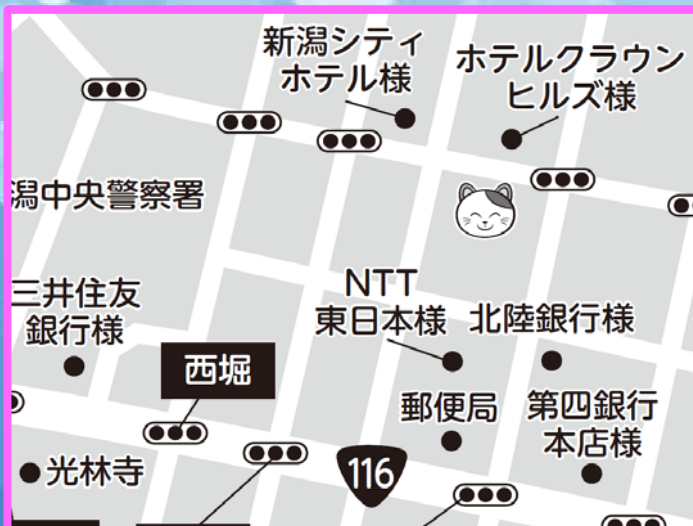 新潟シティ
ホテル様
ホテルクラウン
ヒルズ様
潟中央警察署
三井住友
銀行様
NTT
東日本様
北陸銀行様
西堀
郵便局
第四銀行
本店様
光林寺
116